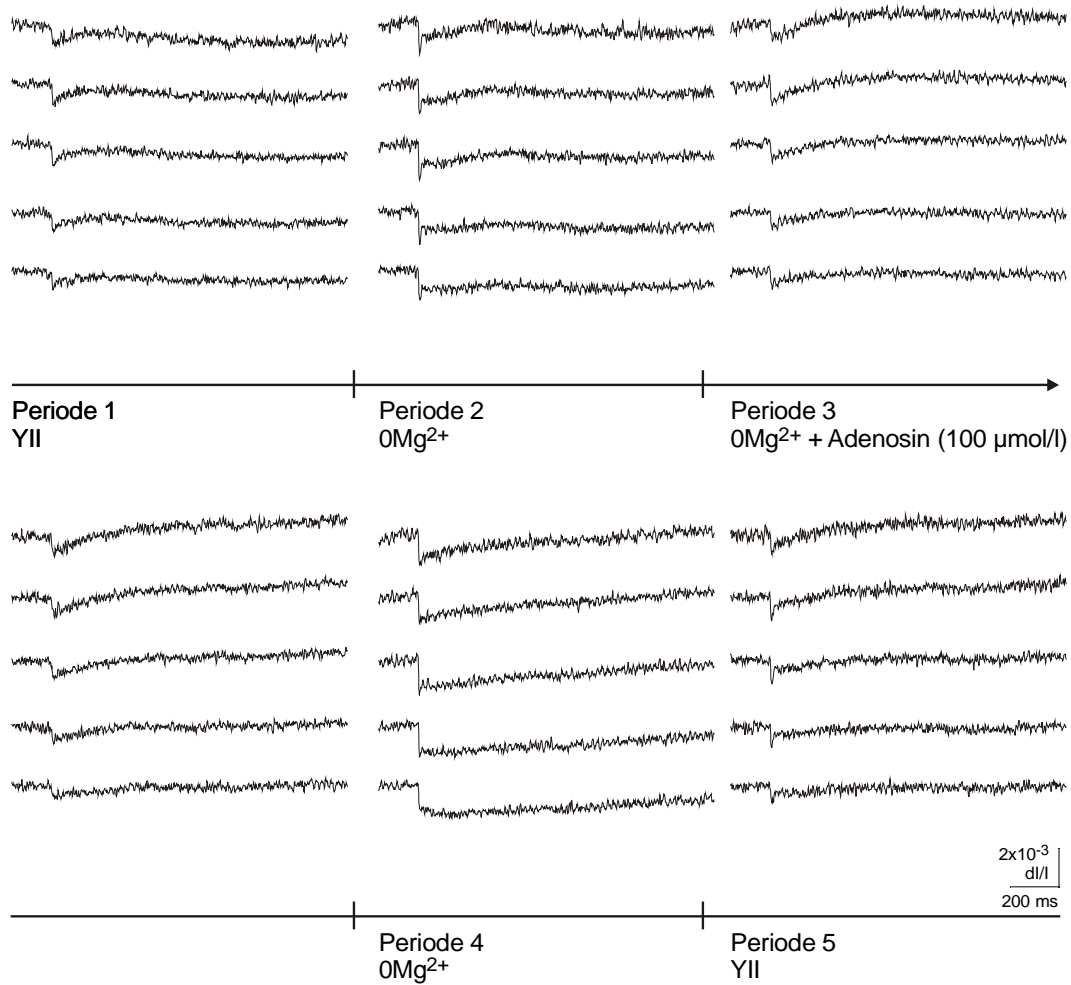 Periode 1
YII
Periode 2
0Mg²⁺
Periode 3
0Mg²⁺ + Adenosin (100 µmol/l)
2x10⁻³
dI/I
200 ms
Periode 4
0Mg²⁺
Periode 5
YII